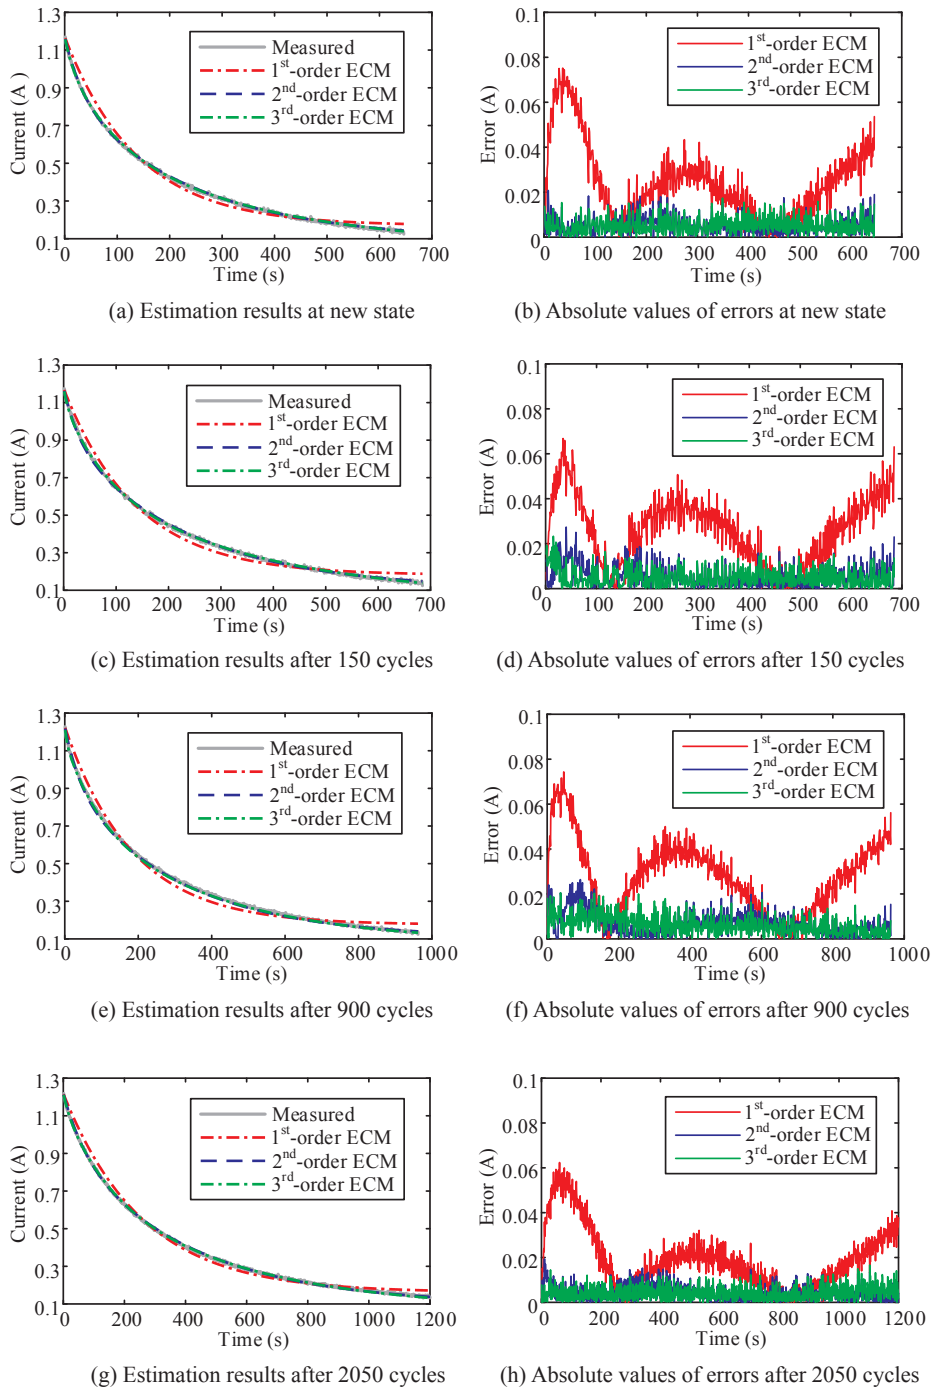 1.3
1.1
0.9
0.7
0.5
0.3
0.1
Current (A)
Measured
1st-order ECM
2nd-order ECM
3rd-order ECM
0 100 200 300 400 500 600 700
Time (s)
(a) Estimation results at new state
0.1
0.08
0.06
0.04
0.02
0
Error (A)
1st-order ECM
2nd-order ECM
3rd-order ECM
0 100 200 300 400 500 600 700
Time (s)
(b) Absolute values of errors at new state
1.3
1.1
0.9
0.7
0.5
0.3
0.1
Current (A)
Measured
1st-order ECM
2nd-order ECM
3rd-order ECM
0 100 200 300 400 500 600 700
Time (s)
(c) Estimation results after 150 cycles
0.1
0.08
0.06
0.04
0.02
0
Error (A)
1st-order ECM
2nd-order ECM
3rd-order ECM
0 100 200 300 400 500 600 700
Time (s)
(d) Absolute values of errors after 150 cycles
1.3
1.1
0.9
0.7
0.5
0.3
0.1
Current (A)
Measured
1st-order ECM
2nd-order ECM
3rd-order ECM
0 200 400 600 800 1000
Time (s)
(e) Estimation results after 900 cycles
0.1
0.08
0.06
0.04
0.02
0
Error (A)
1st-order ECM
2nd-order ECM
3rd-order ECM
0 200 400 600 800 1000
Time (s)
(f) Absolute values of errors after 900 cycles
1.3
1.1
0.9
0.7
0.5
0.3
0.1
Current (A)
Measured
1st-order ECM
2nd-order ECM
3rd-order ECM
0 200 400 600 800 1000 1200
Time (s)
(g) Estimation results after 2050 cycles
0.1
0.08
0.06
0.04
0.02
0
Error (A)
1st-order ECM
2nd-order ECM
3rd-order ECM
0 200 400 600 800 1000 1200
Time (s)
(h) Absolute values of errors after 2050 cycles